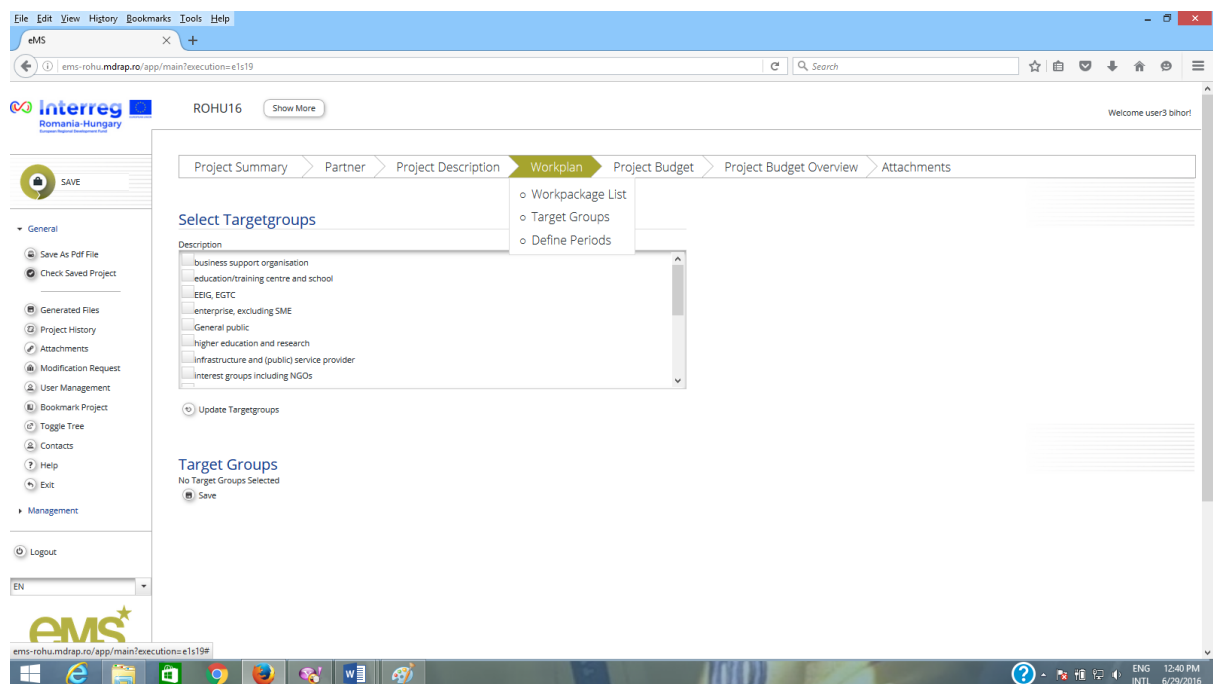 File Edit View History Bookmarks Tools Help
eMS
ems-rohu.mdrap.ro/app/main?execution=e1s19
Search
Interreg
Romania-Hungary
European Regional Development Fund
ROHU16 Show More
Welcome user3 bihor!
SAVE
Project Summary Partner Project Description Workplan Project Budget Project Budget Overview Attachments
Workpackage List
Target Groups
Define Periods
General
Save As Pdf File
Check Saved Project
Generated Files
Project History
Attachments
Modification Request
User Management
Bookmark Project
Toggle Tree
Contacts
Help
Exit
Management
Logout
EN
eMS
Select Targetgroups
Description
business support organisation
education/training centre and school
EEIG, EGTC
enterprise, excluding SME
General public
higher education and research
infrastructure and (public) service provider
interest groups including NGOs
Update Targetgroups
Target Groups
No Target Groups Selected
Save
ems-rohu.mdrap.ro/app/main?execution=e1s19#
ENG 12:40 PM
INTL 6/29/2016